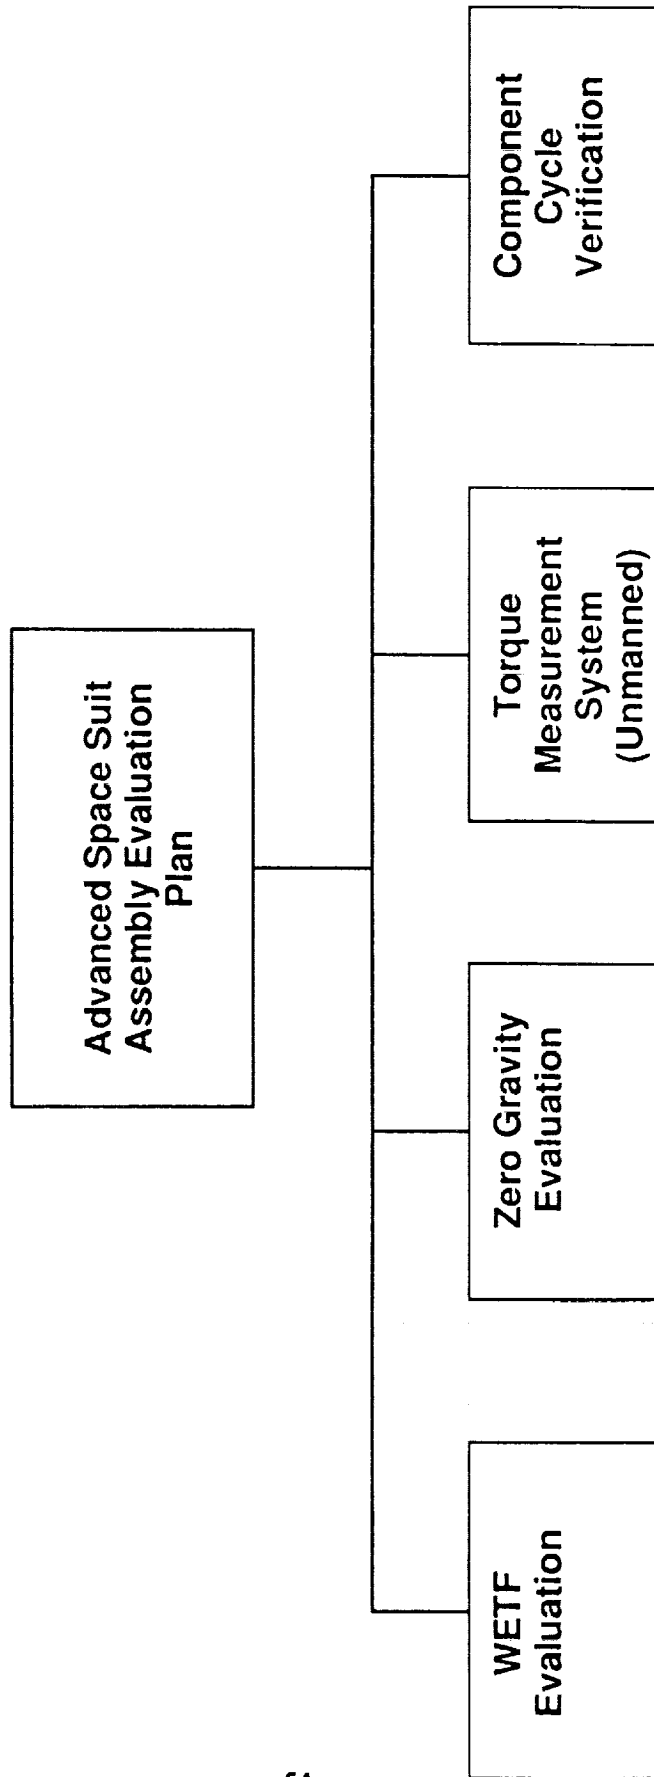 Advanced Space Suit
Assembly Evaluation
Plan
WETF
Evaluation
Zero Gravity
Evaluation
Torque
Measurement
System
(Unmanned)
Component
Cycle
Verification